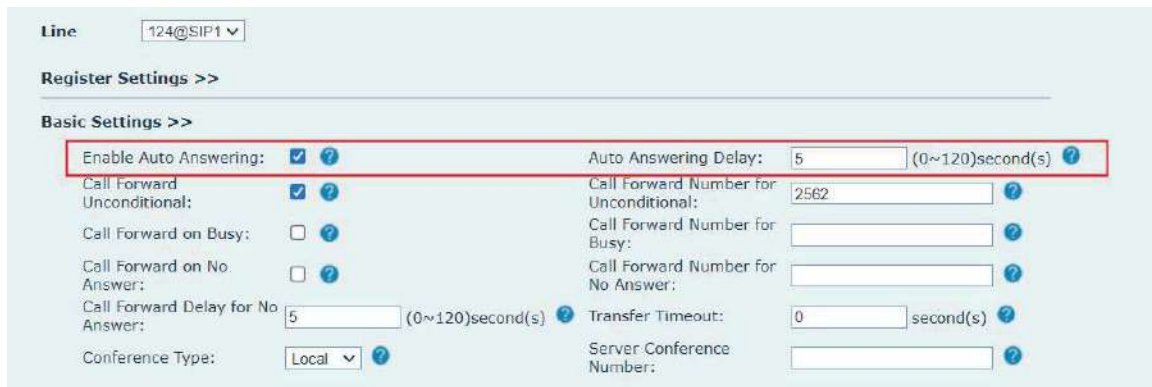 Line 124@SIP1
Register Settings >>
Basic Settings >>
Enable Auto Answering: Auto Answering Delay: 5 (0~120)second(s)
Call Forward Unconditional: Call Forward Number for Unconditional: 2562
Call Forward on Busy: Call Forward Number for Busy:
Call Forward on No Answer: Call Forward Number for No Answer:
Call Forward Delay for No Answer: 5 (0~120)second(s) Transfer Timeout: 0 second(s)
Conference Type: Local Server Conference Number: